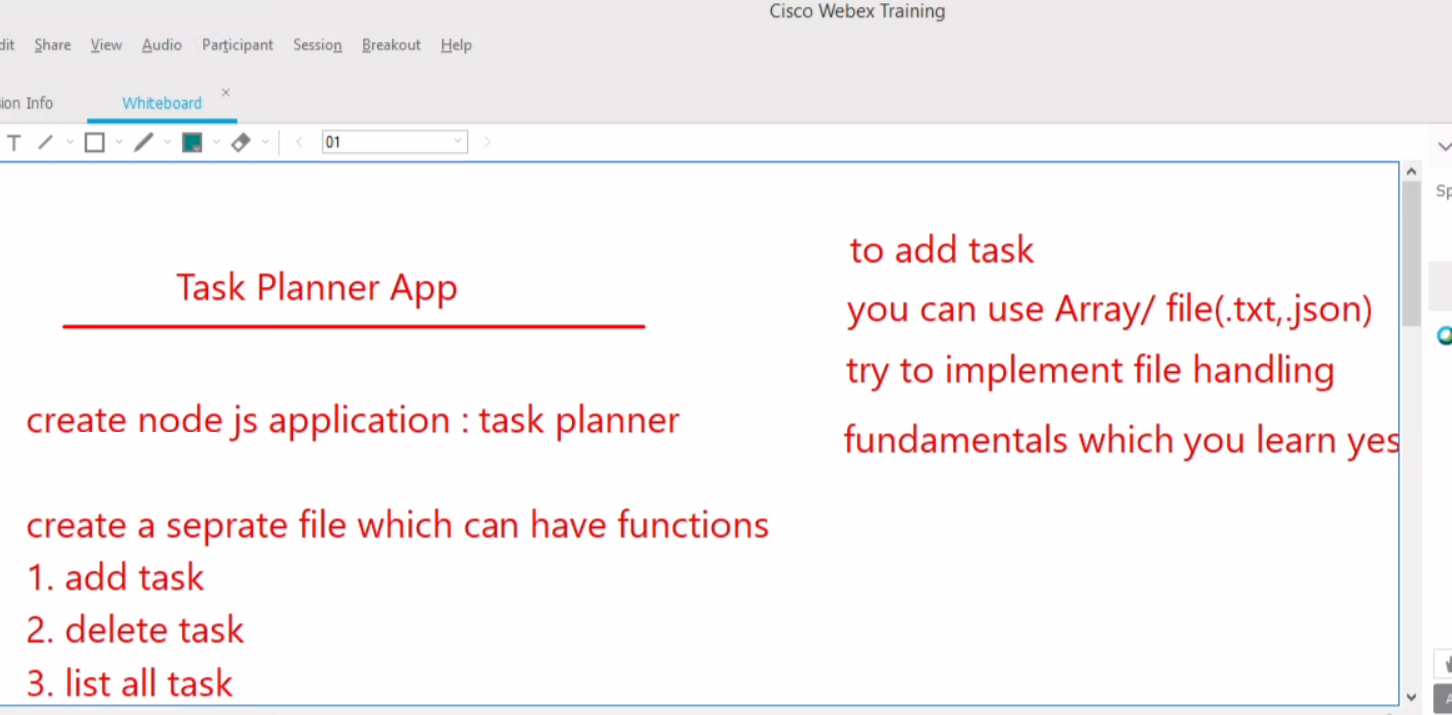 Cisco Webex Training
dit Share View Audio Participant Session Breakout Help
ion Info Whiteboard ×
T 01
Task Planner App
create node js application : task planner
create a seprate file which can have functions
1. add task
2. delete task
3. list all task
to add task
you can use Array/ file(.txt,.json)
try to implement file handling
fundamentals which you learn yes
Sp